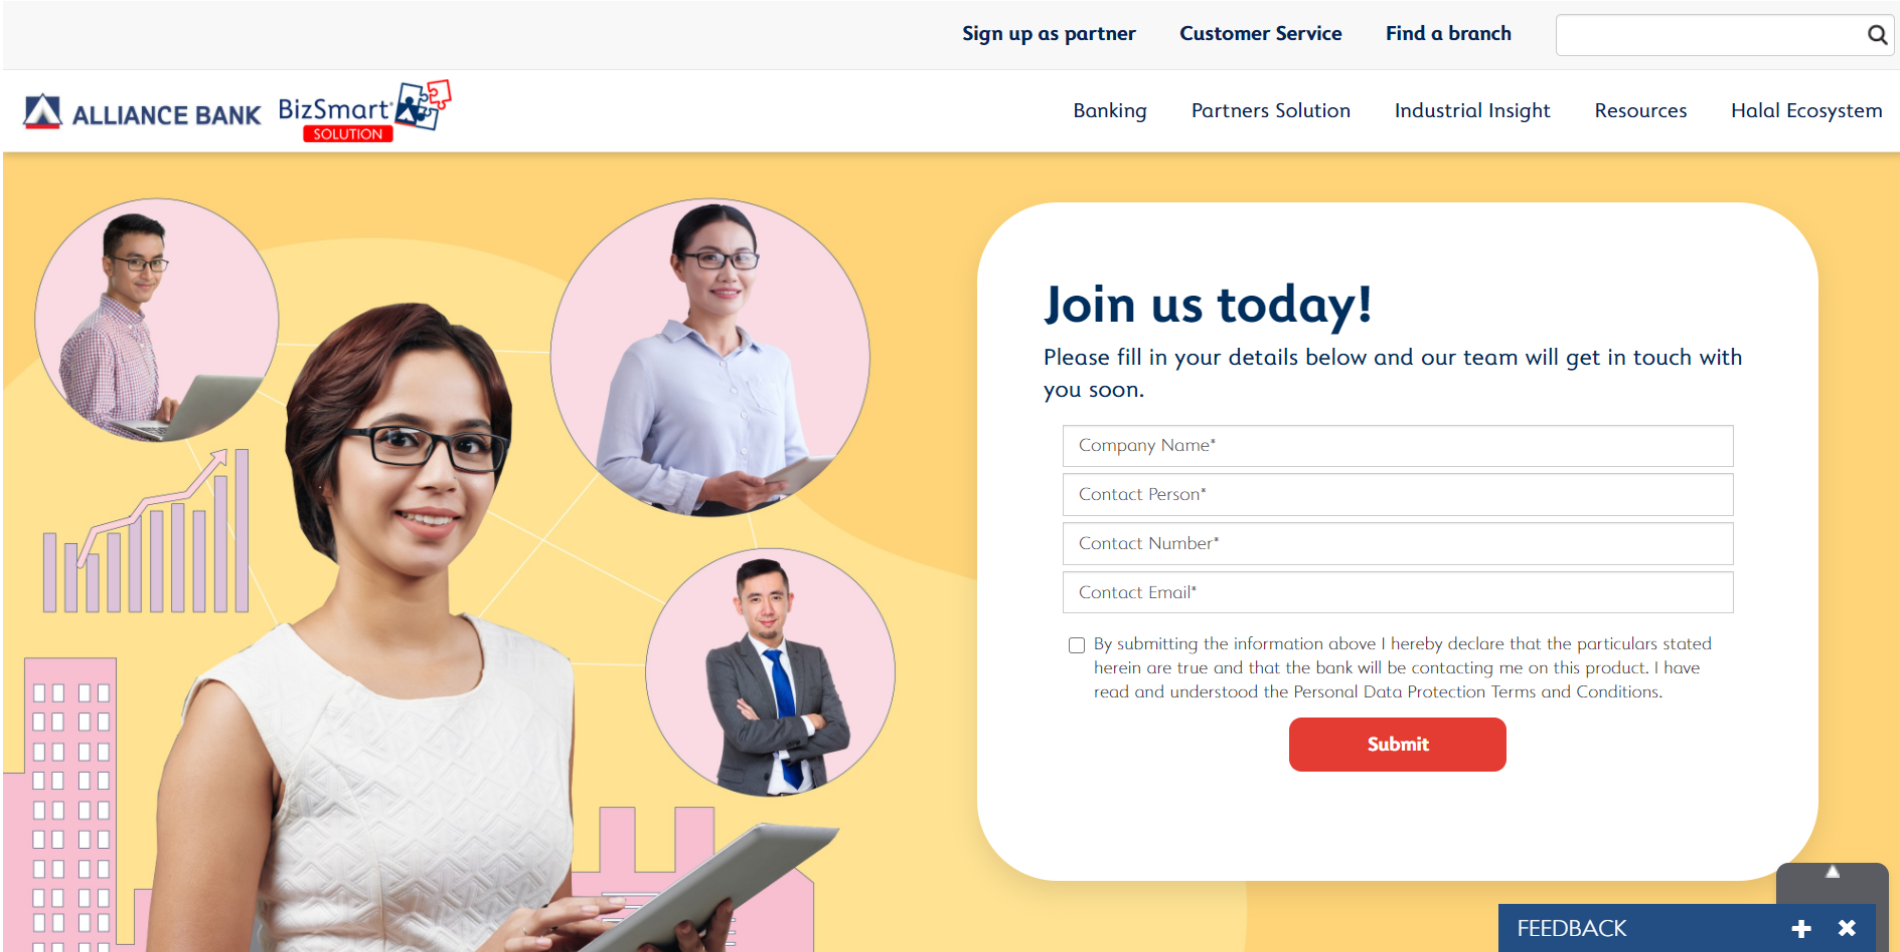 Sign up as partner Customer Service Find a branch
ALLIANCE BANK BizSmart SOLUTION
Banking Partners Solution Industrial Insight Resources Halal Ecosystem
Join us today!
Please fill in your details below and our team will get in touch with
you soon.
Company Name*
Contact Person*
Contact Number*
Contact Email*
By submitting the information above I hereby declare that the particulars stated
herein are true and that the bank will be contacting me on this product. I have
read and understood the Personal Data Protection Terms and Conditions.
Submit
FEEDBACK